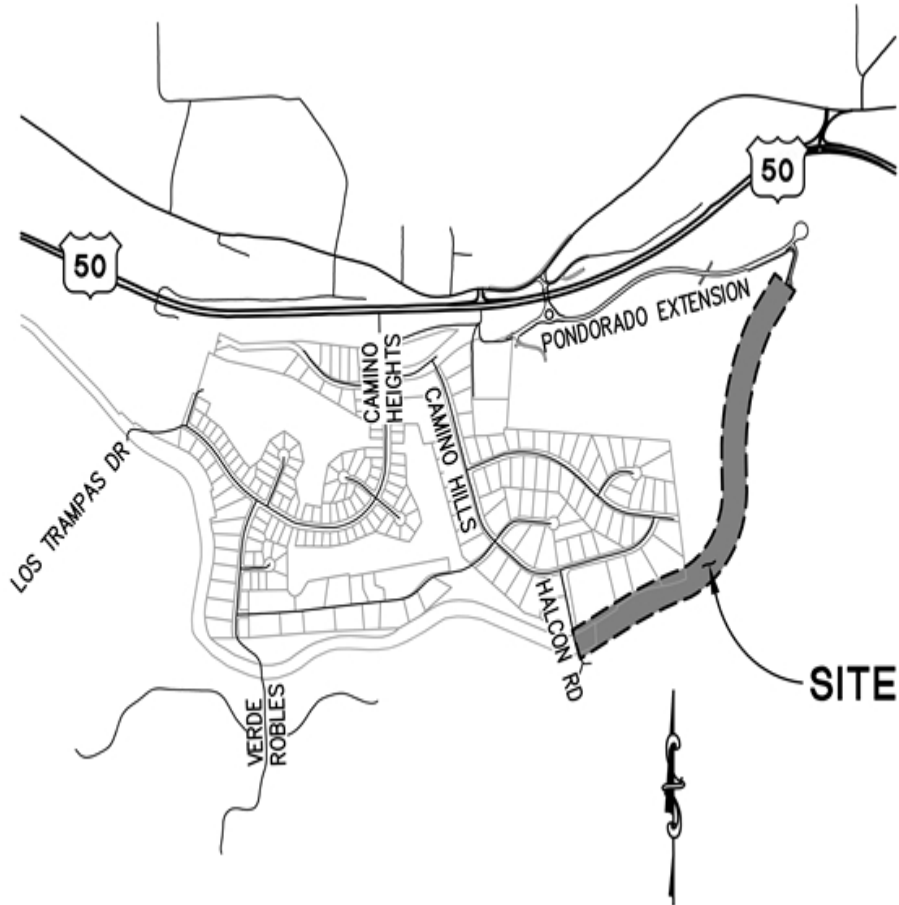 50
50
PONDORADO EXTENSION
CAMINO
HEIGHTS
CAMINO HILLS
LOS TRAMPAS DR
HALCON RD
SITE
VERDE
ROBLES